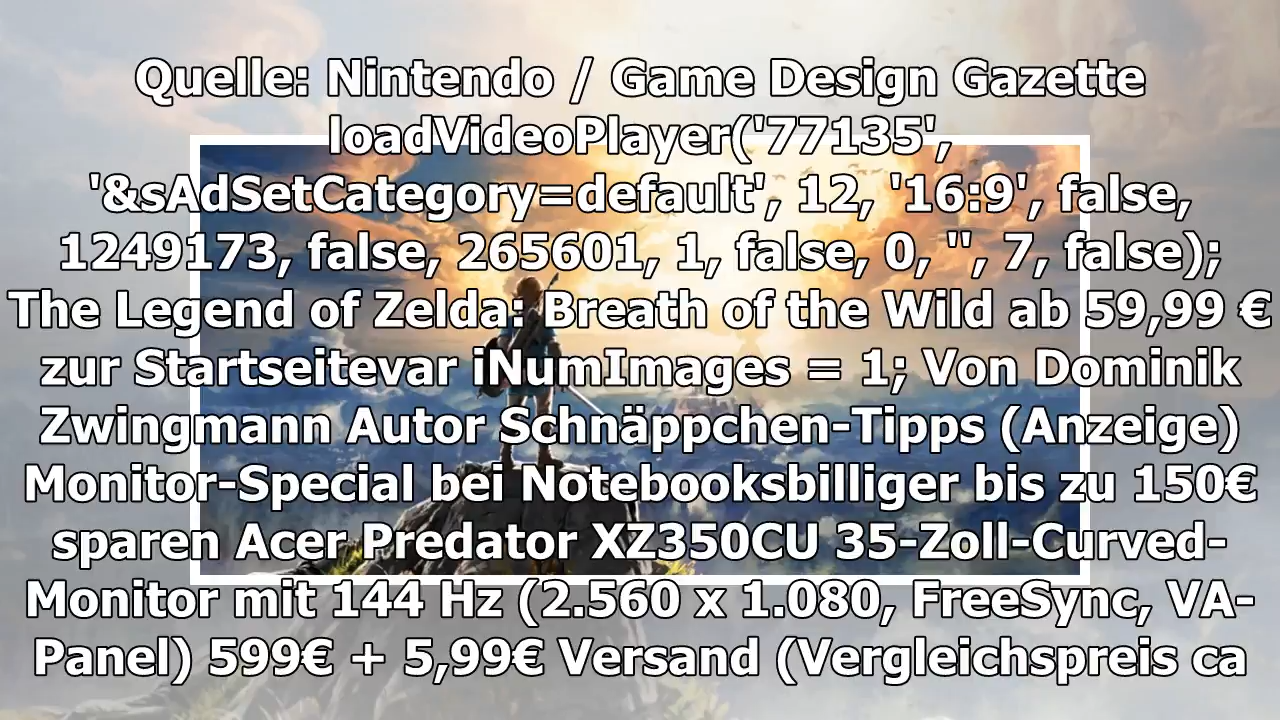 Quelle: Nintendo / Game Design Gazette
loadVideoPlayer('77135',
'&sAdSetCategory=default', 12, '16:9', false,
1249173, false, 265601, 1, false, 0, '', 7, false);
The Legend of Zelda: Breath of the Wild ab 59,99 €
zur Startseitevar iNumImages = 1; Von Dominik
Zwingmann Autor Schnäppchen-Tipps (Anzeige)
Monitor-Special bei Notebooksbilliger bis zu 150€
sparen Acer Predator XZ350CU 35-Zoll-Curved-
Monitor mit 144 Hz (2.560 x 1.080, FreeSync, VA-
Panel) 599€ + 5,99€ Versand (Vergleichspreis ca